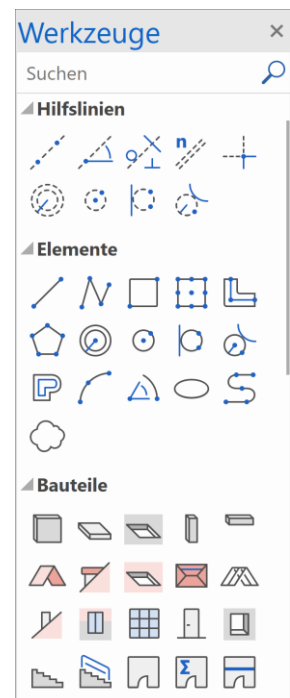 Werkzeuge
Suchen
Hilfslinien
n
Elemente
Bauteile
Σ